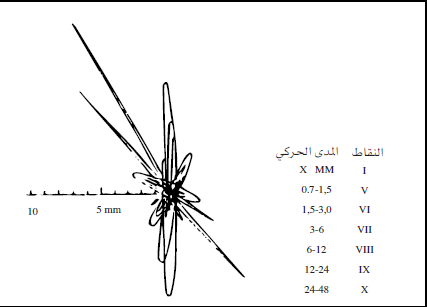 النقاط المدى الحركي
X MM I
0.7-1,5 V
1,5-3,0 VI
3-6 VII
6-12 VIII
12-24 IX
24-48 X
10 5 mm